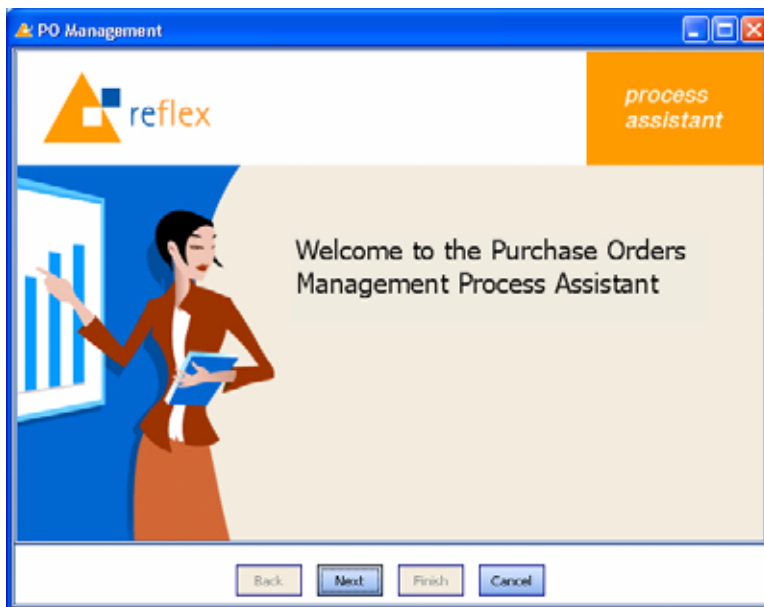 PO Management
reflex
process
assistant
Welcome to the Purchase Orders
Management Process Assistant
Back Next Finish Cancel